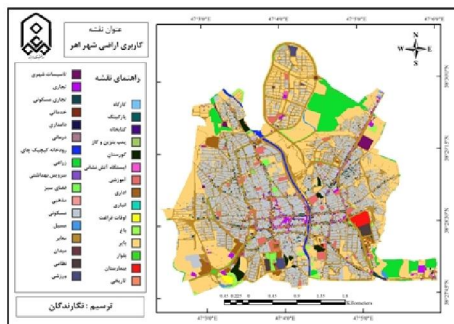 عنوان نقشه
کاربری اراضی شهر اهر
راهنمای نقشه
تاسیسات شهری
تجاری
تجاری مسکونی
خدماتی
دامداری
درمانی
رودخانه کیچیک چای
زراعی
سرویس بهداشتی
فضای سبز
مذهبی
مسکونی
مسیل
معابر
میدان
نظامی
ورزشی
کارگاه
پارکینگ
کتابخانه
پمپ بنزین و گاز
گورستان
ایستگاه آتش نشانی
آموزشی
اداری
انباری
اوقات فراغت
باغ
بایر
بلوار
بیمارستان
تاریخی
ترسیم : نگارندگان
N
W E
S
Kilometers